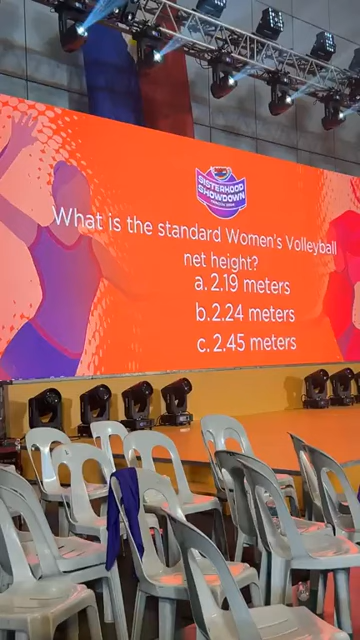 SISTERHOOD
SHOWDOWN
What is the standard Women's Volleyball
net height?
a. 2.19 meters
b. 2.24 meters
c. 2.45 meters